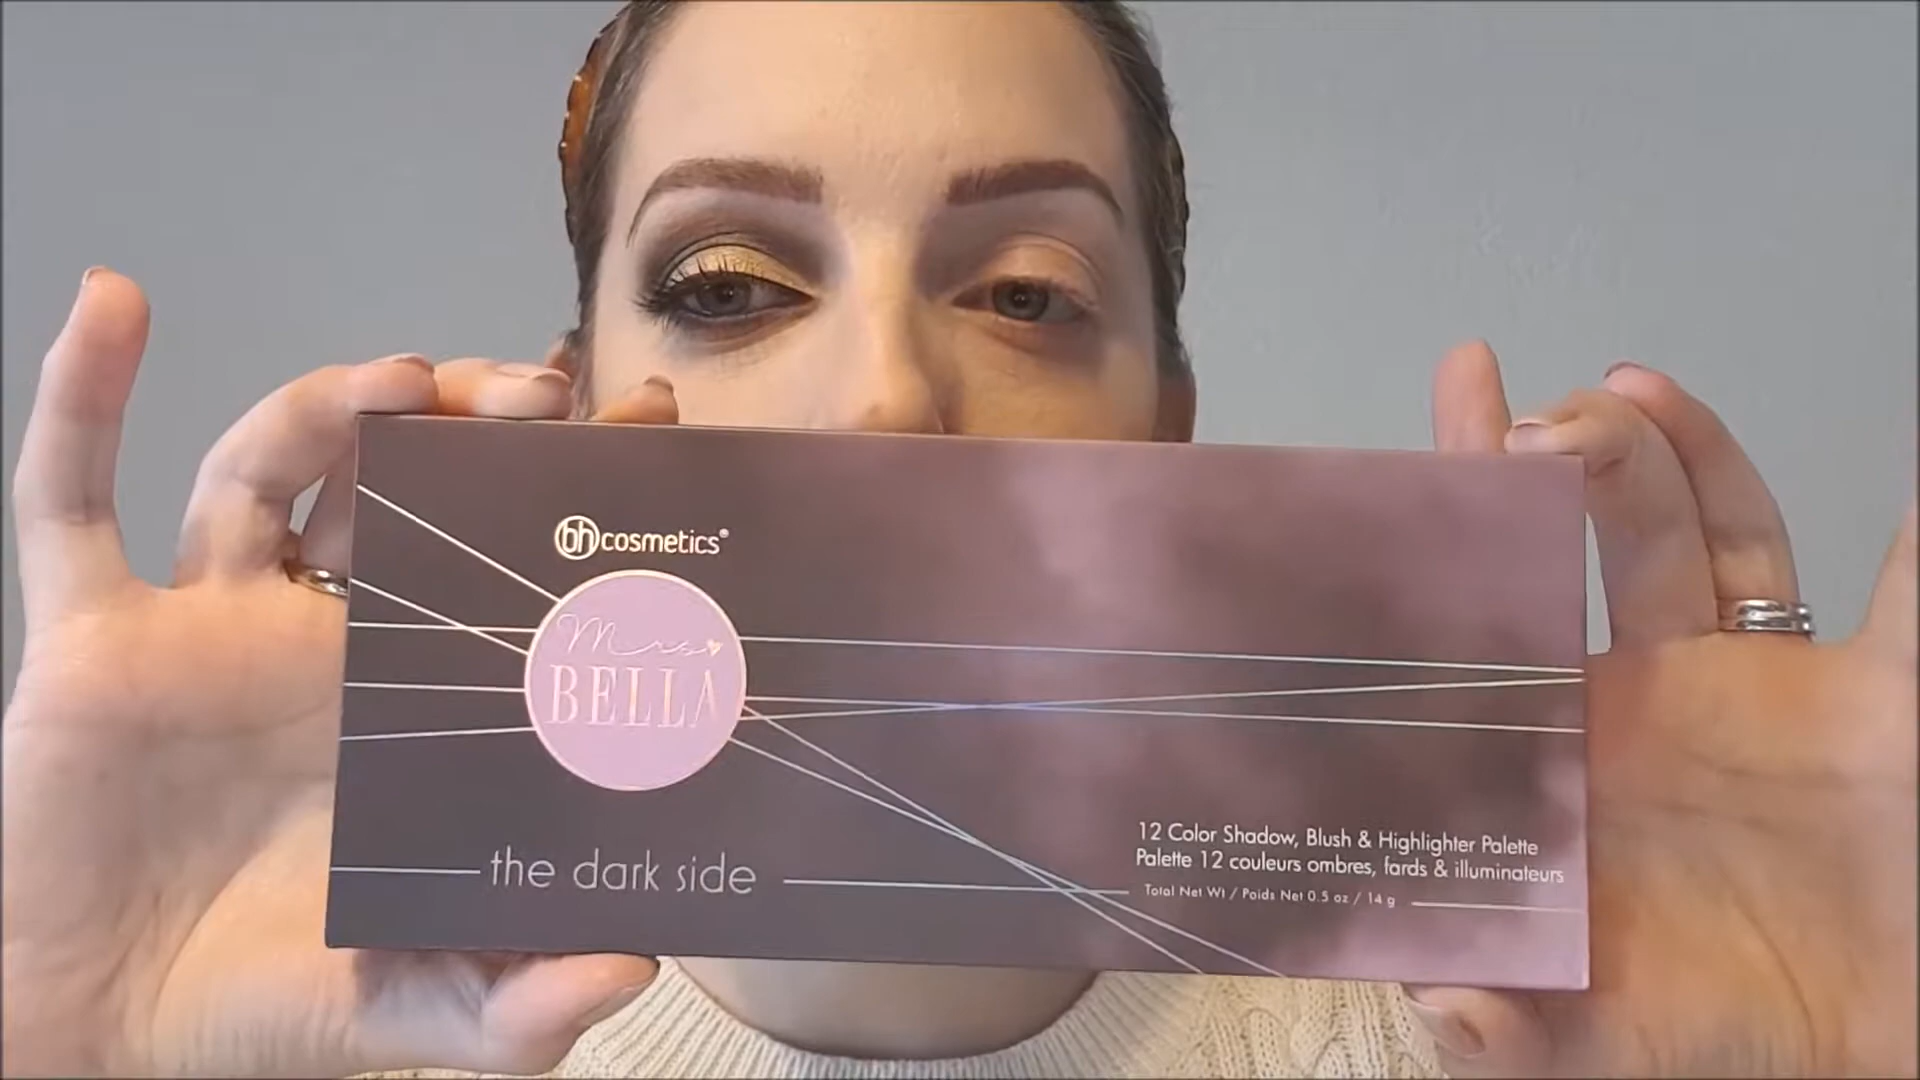 bhcosmetics®
Mrs
BELLA
the dark side
12 Color Shadow, Blush & Highlighter Palette
Palette 12 couleurs ombres, fards & illuminateurs
Total Net Wt / Poids Net 0.5 oz / 14 g